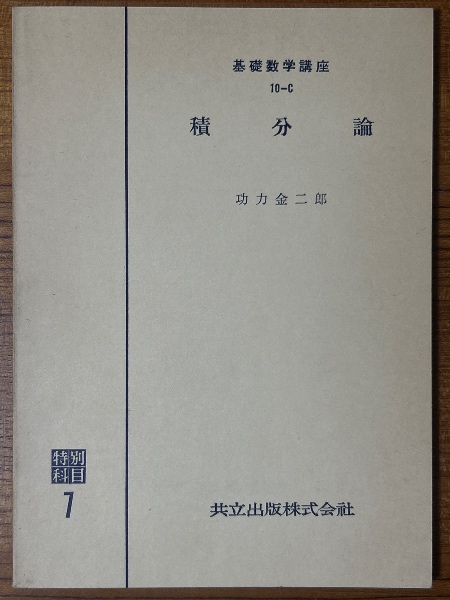 基礎数学講座
10-C
積分論
功力金二郎
特別
科目
7
共立出版株式会社